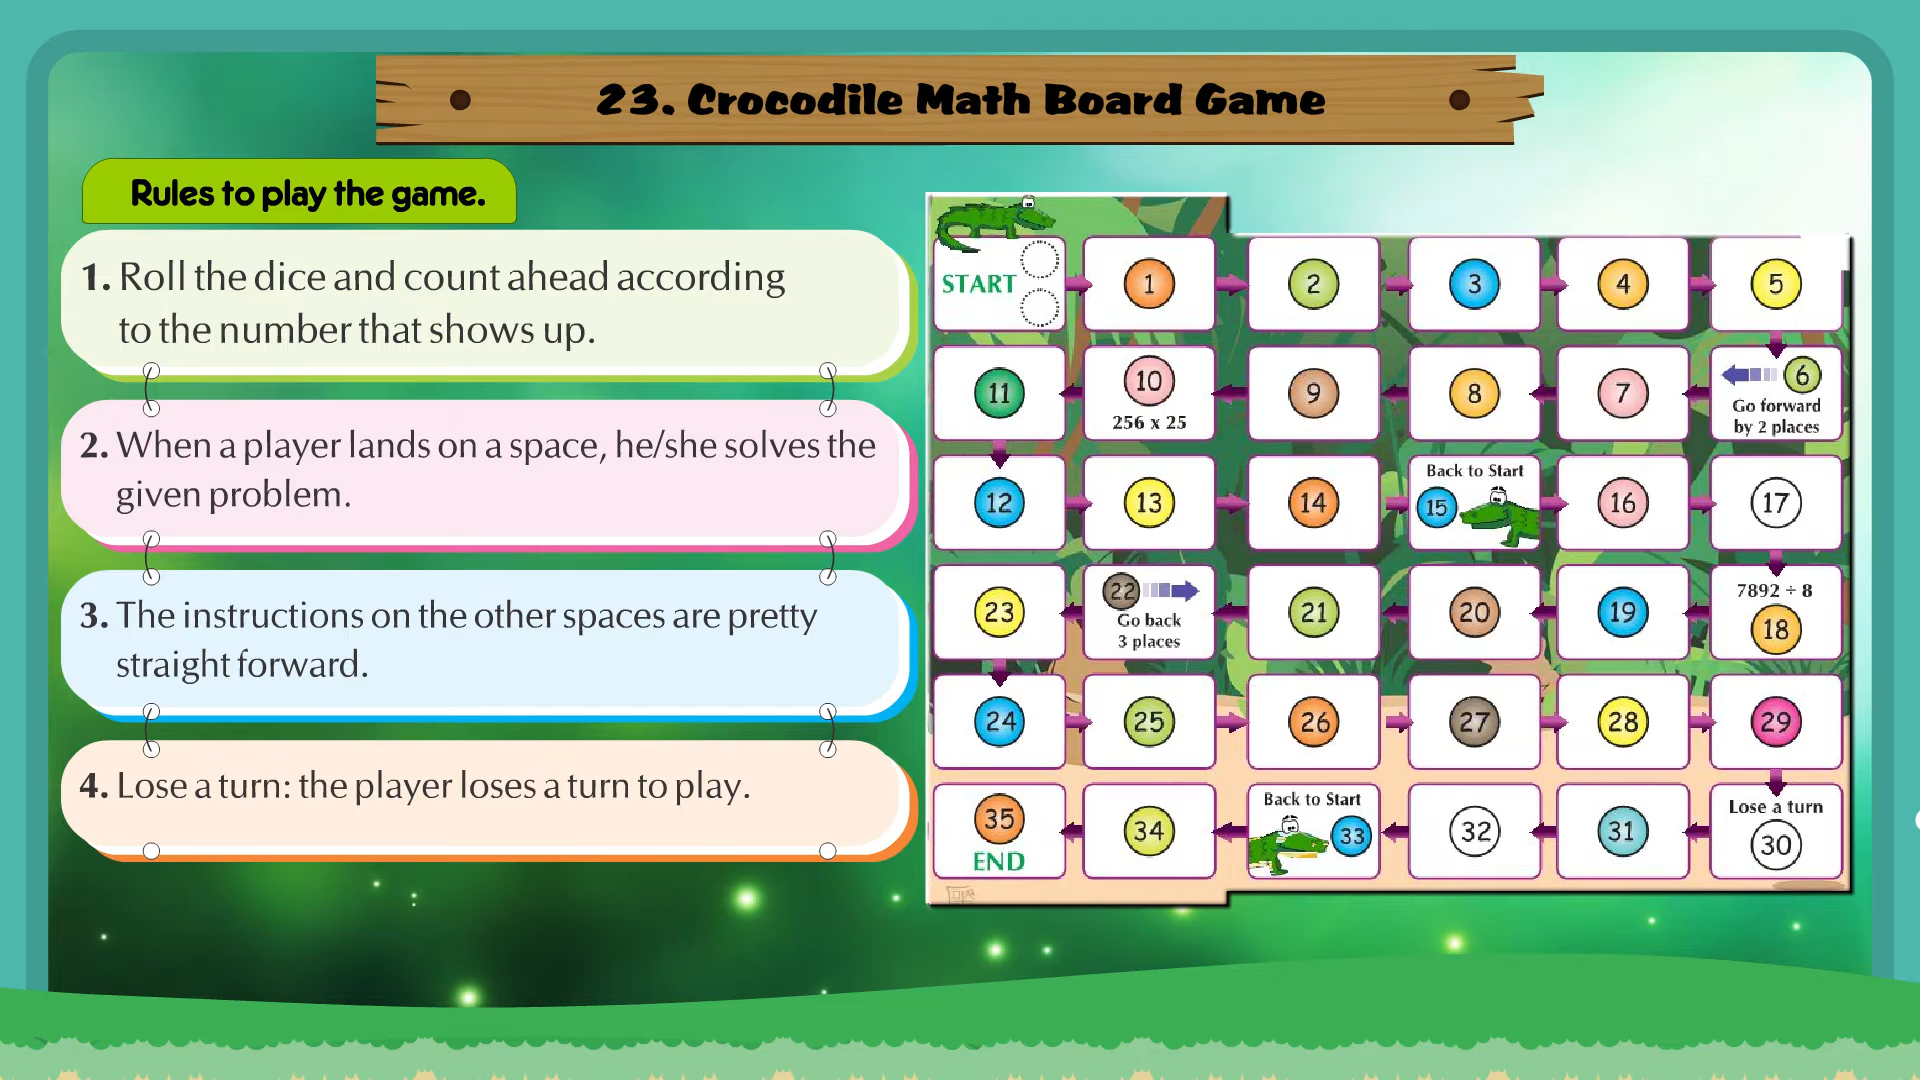 23. Crocodile Math Board Game
Rules to play the game.
1. Roll the dice and count ahead according
to the number that shows up.
2. When a player lands on a space, he/she solves the
given problem.
3. The instructions on the other spaces are pretty
straight forward.
4. Lose a turn: the player loses a turn to play.
START
1
2
3
4
5
11
10
256 x 25
9
8
7
6
Go forward
by 2 places
12
13
14
Back to Start
15
16
17
23
22
Go back
3 places
21
20
19
7892 ÷ 8
18
24
25
26
27
28
29
35
END
34
Back to Start
33
32
31
Lose a turn
30